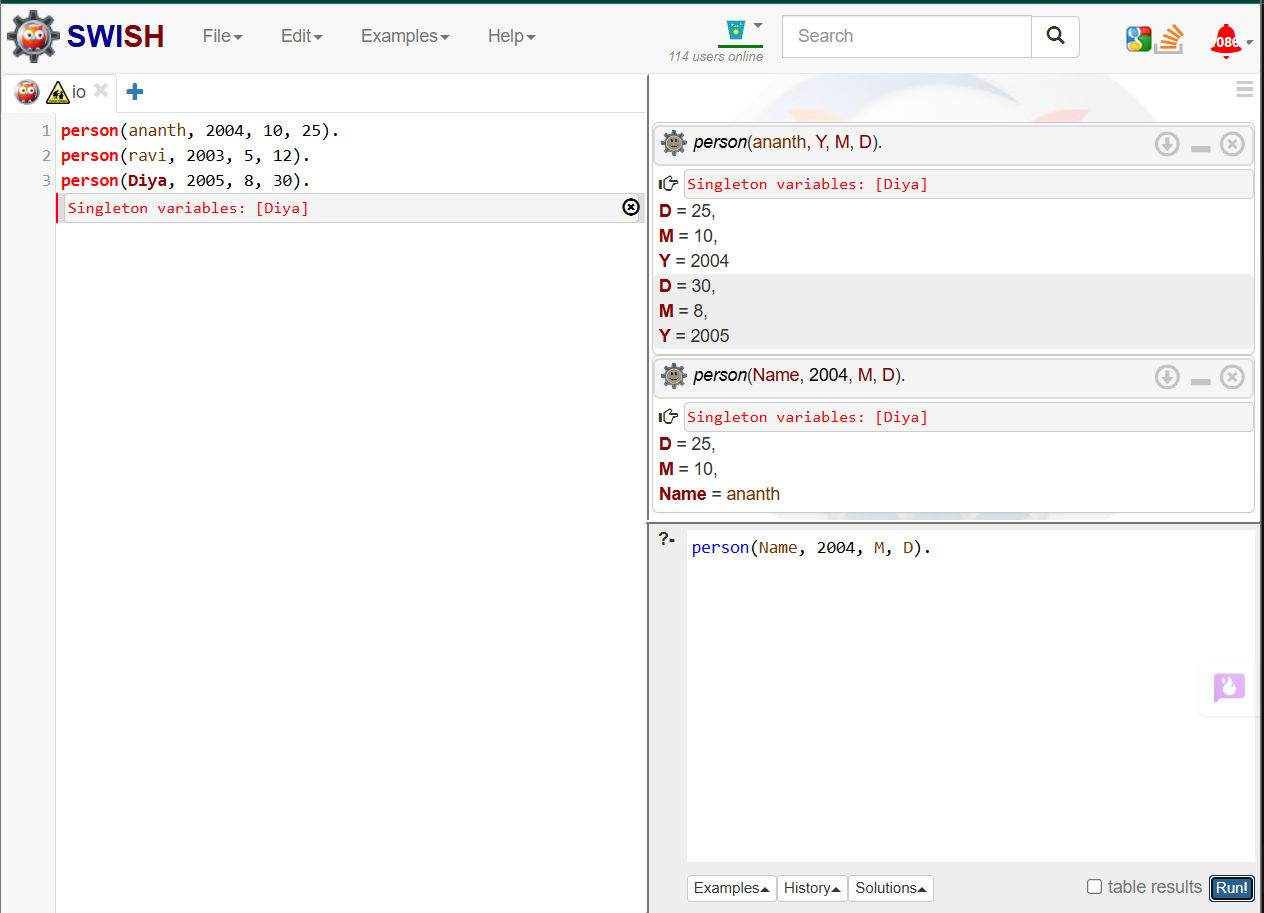 SWISH File Edit Examples Help 114 users online Search
io
1 person(ananth, 2004, 10, 25).
2 person(ravi, 2003, 5, 12).
3 person(Diya, 2005, 8, 30).
Singleton variables: [Diya]
person(ananth, Y, M, D).
Singleton variables: [Diya]
D = 25,
M = 10,
Y = 2004
D = 30,
M = 8,
Y = 2005
person(Name, 2004, M, D).
Singleton variables: [Diya]
D = 25,
M = 10,
Name = ananth
?- person(Name, 2004, M, D).
Examples History Solutions table results Run!